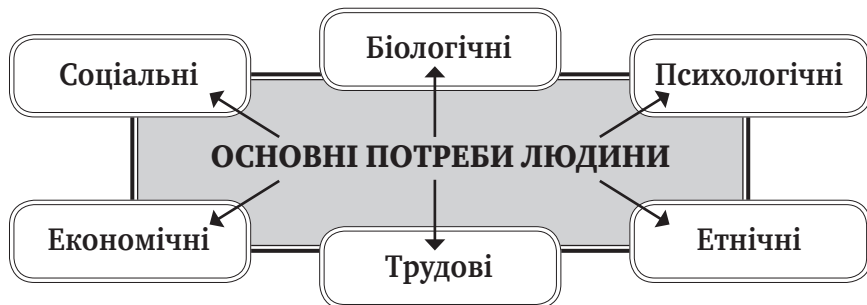 Соціальні
Біологічні
Психологічні
ОСНОВНІ ПОТРЕБИ ЛЮДИНИ
Економічні
Трудові
Етнічні